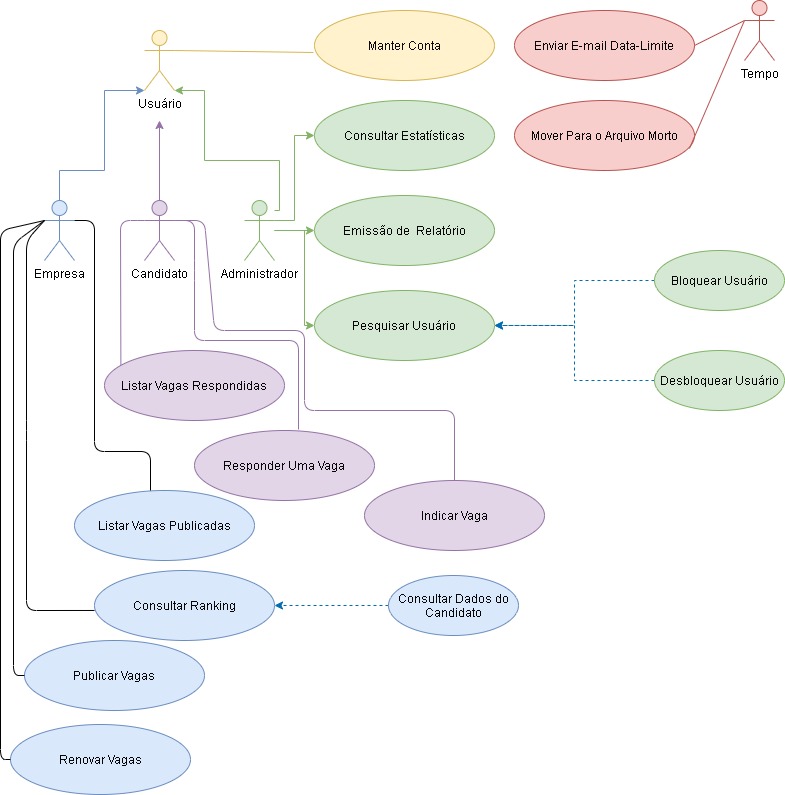 Manter Conta
Enviar E-mail Data-Limite
Tempo
Usuário
Consultar Estatísticas
Mover Para o Arquivo Morto
Emissão de Relatório
Empresa
Candidato
Administrador
Bloquear Usuário
Pesquisar Usuário
Listar Vagas Respondidas
Desbloquear Usuário
Responder Uma Vaga
Indicar Vaga
Listar Vagas Publicadas
Consultar Ranking
Consultar Dados do
Candidato
Publicar Vagas
Renovar Vagas